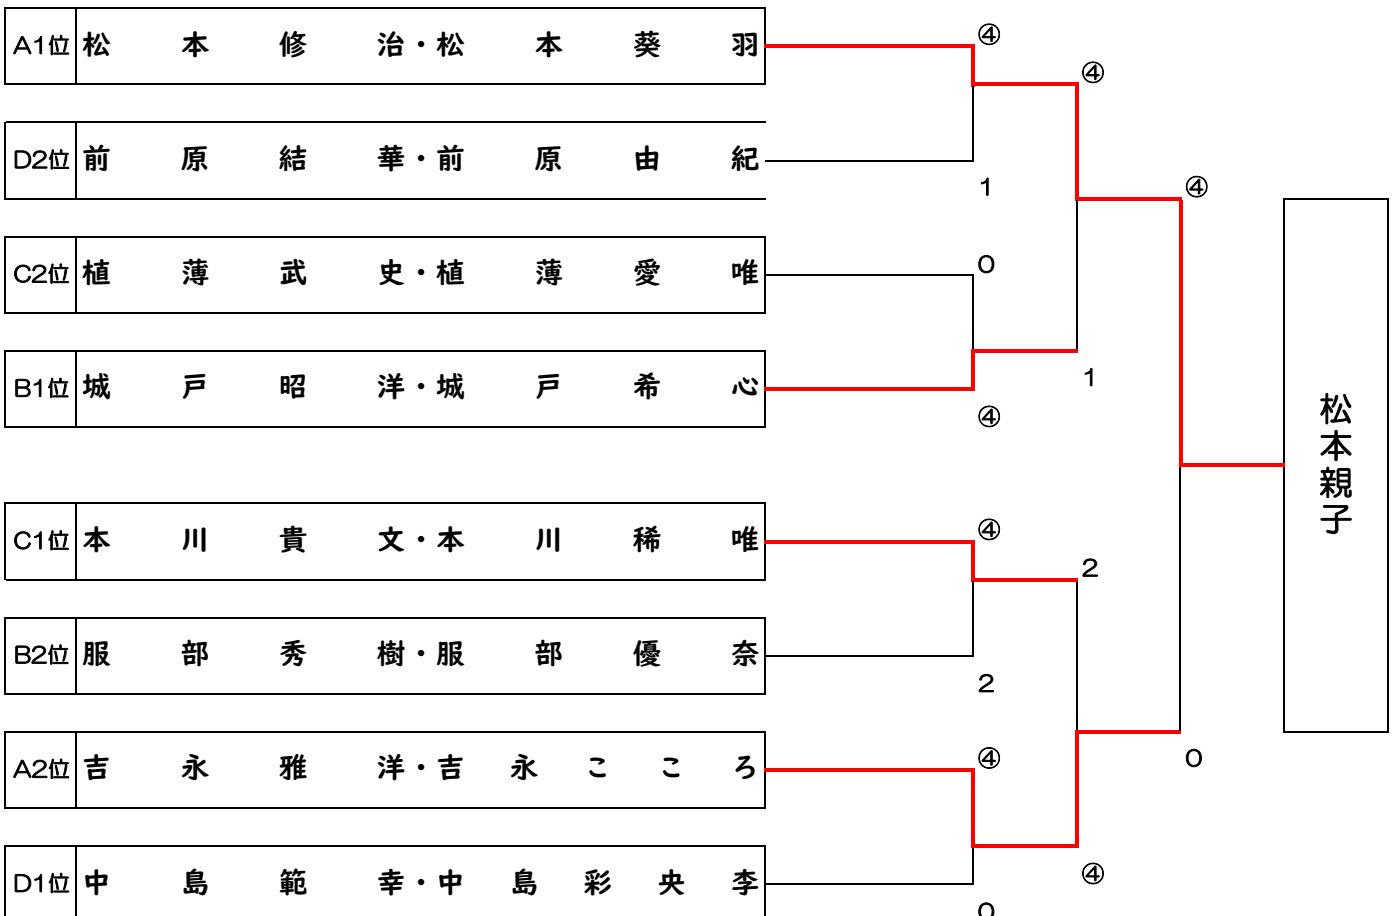 ④
A1位 松本修治・松本葵羽
④
D2位 前原結華・前原由紀
1
④
0
C2位 植薄武史・植薄愛唯
1
B1位 城戸昭洋・城戸希心
④
松本親子
④
C1位 本川貴文・本川稀唯
2
B2位 服部秀樹・服部優奈
2
④
0
A2位 吉永雅洋・吉永こころ
④
D1位 中島範幸・中島彩央李
0